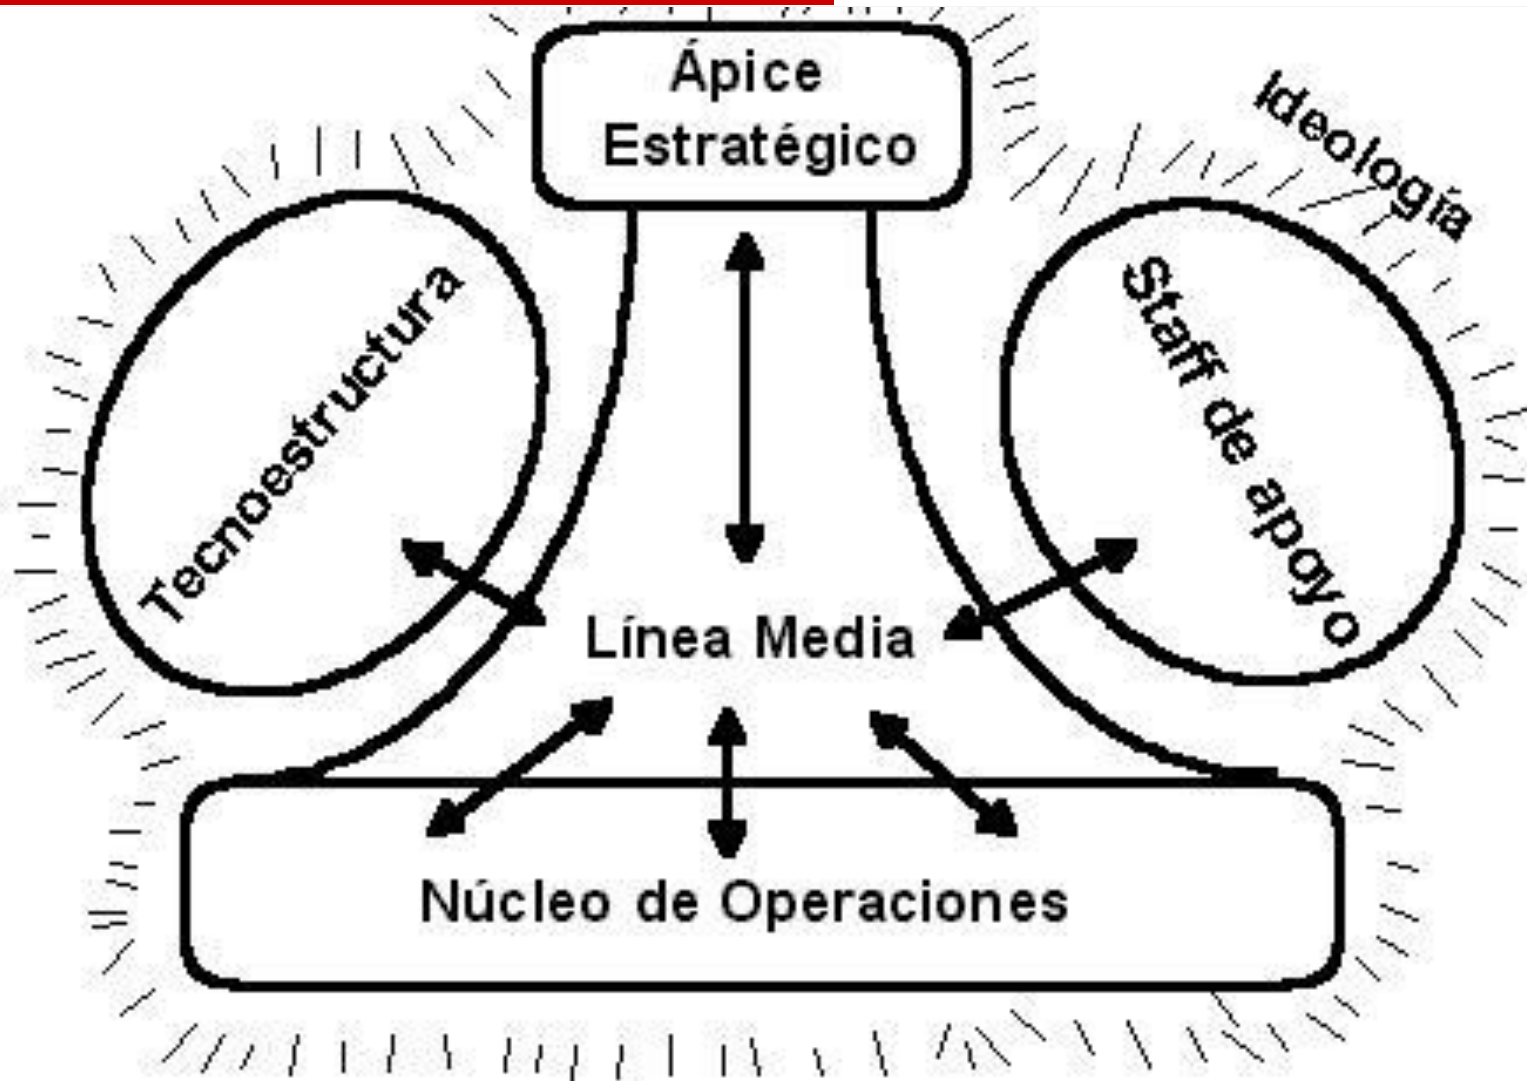 Ápice
Estratégico
Ideología
Tecnoestructura
Staff de apoyo
Línea Media
Núcleo de Operaciones